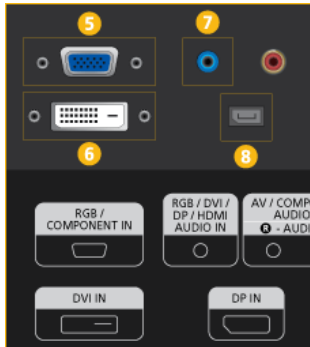 5
7
6
8
RGB /
COMPONENT IN
RGB / DVI /
DP / HDMI
AUDIO IN
AV / COMP
AUDIO
R - AUD
DVI IN
DP IN